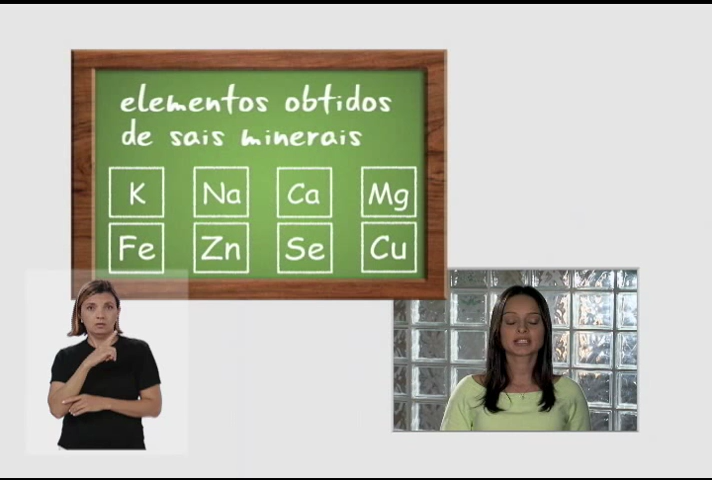 elementos obtidos
de sais minerais
K Na Ca Mg
Fe Zn Se Cu